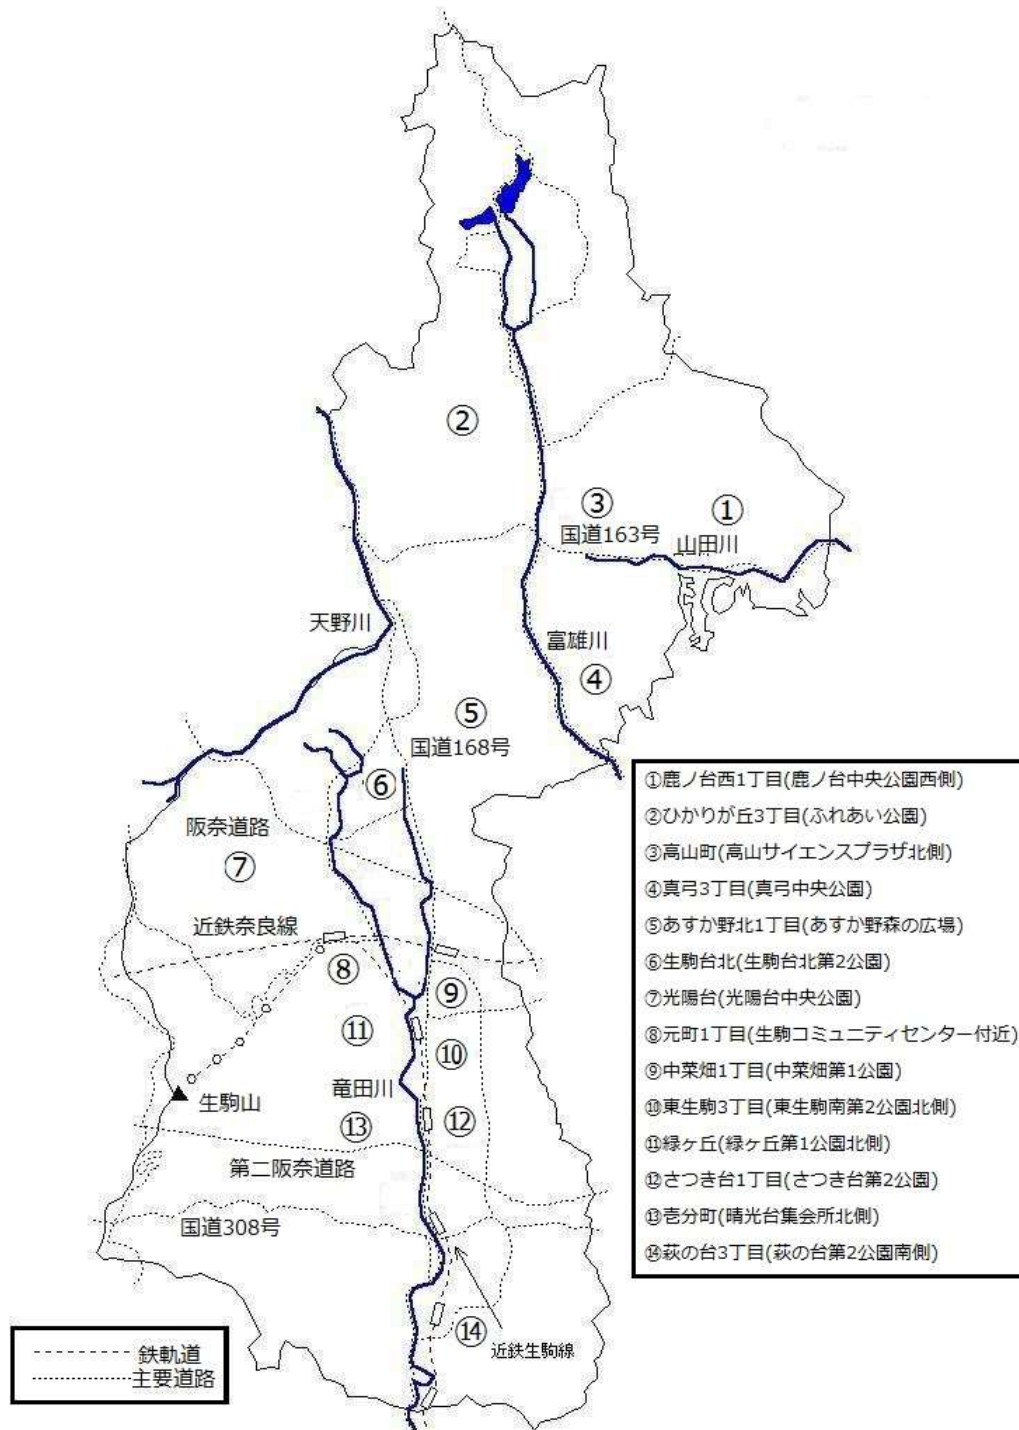 ②
③
①
国道163号
山田川
天野川
富雄川
④
⑤
国道168号
⑥
阪奈道路
⑦
近鉄奈良線
⑧
⑨
⑪
⑩
竜田川
生駒山
⑬
⑫
第二阪奈道路
国道308号
⑭
近鉄生駒線
①鹿ノ台西1丁目(鹿ノ台中央公園西側)
②ひかりが丘3丁目(ふれあい公園)
③高山町(高山サイエンスプラザ北側)
④真弓3丁目(真弓中央公園)
⑤あすか野北1丁目(あすか野森の広場)
⑥生駒台北(生駒台北第2公園)
⑦光陽台(光陽台中央公園)
⑧元町1丁目(生駒コミュニティセンター付近)
⑨中菜畑1丁目(中菜畑第1公園)
⑩東生駒3丁目(東生駒南第2公園北側)
⑪緑ヶ丘(緑ヶ丘第1公園北側)
⑫さつき台1丁目(さつき台第2公園)
⑬壱分町(晴光台集会所北側)
⑭萩の台3丁目(萩の台第2公園南側)
鉄軌道
主要道路